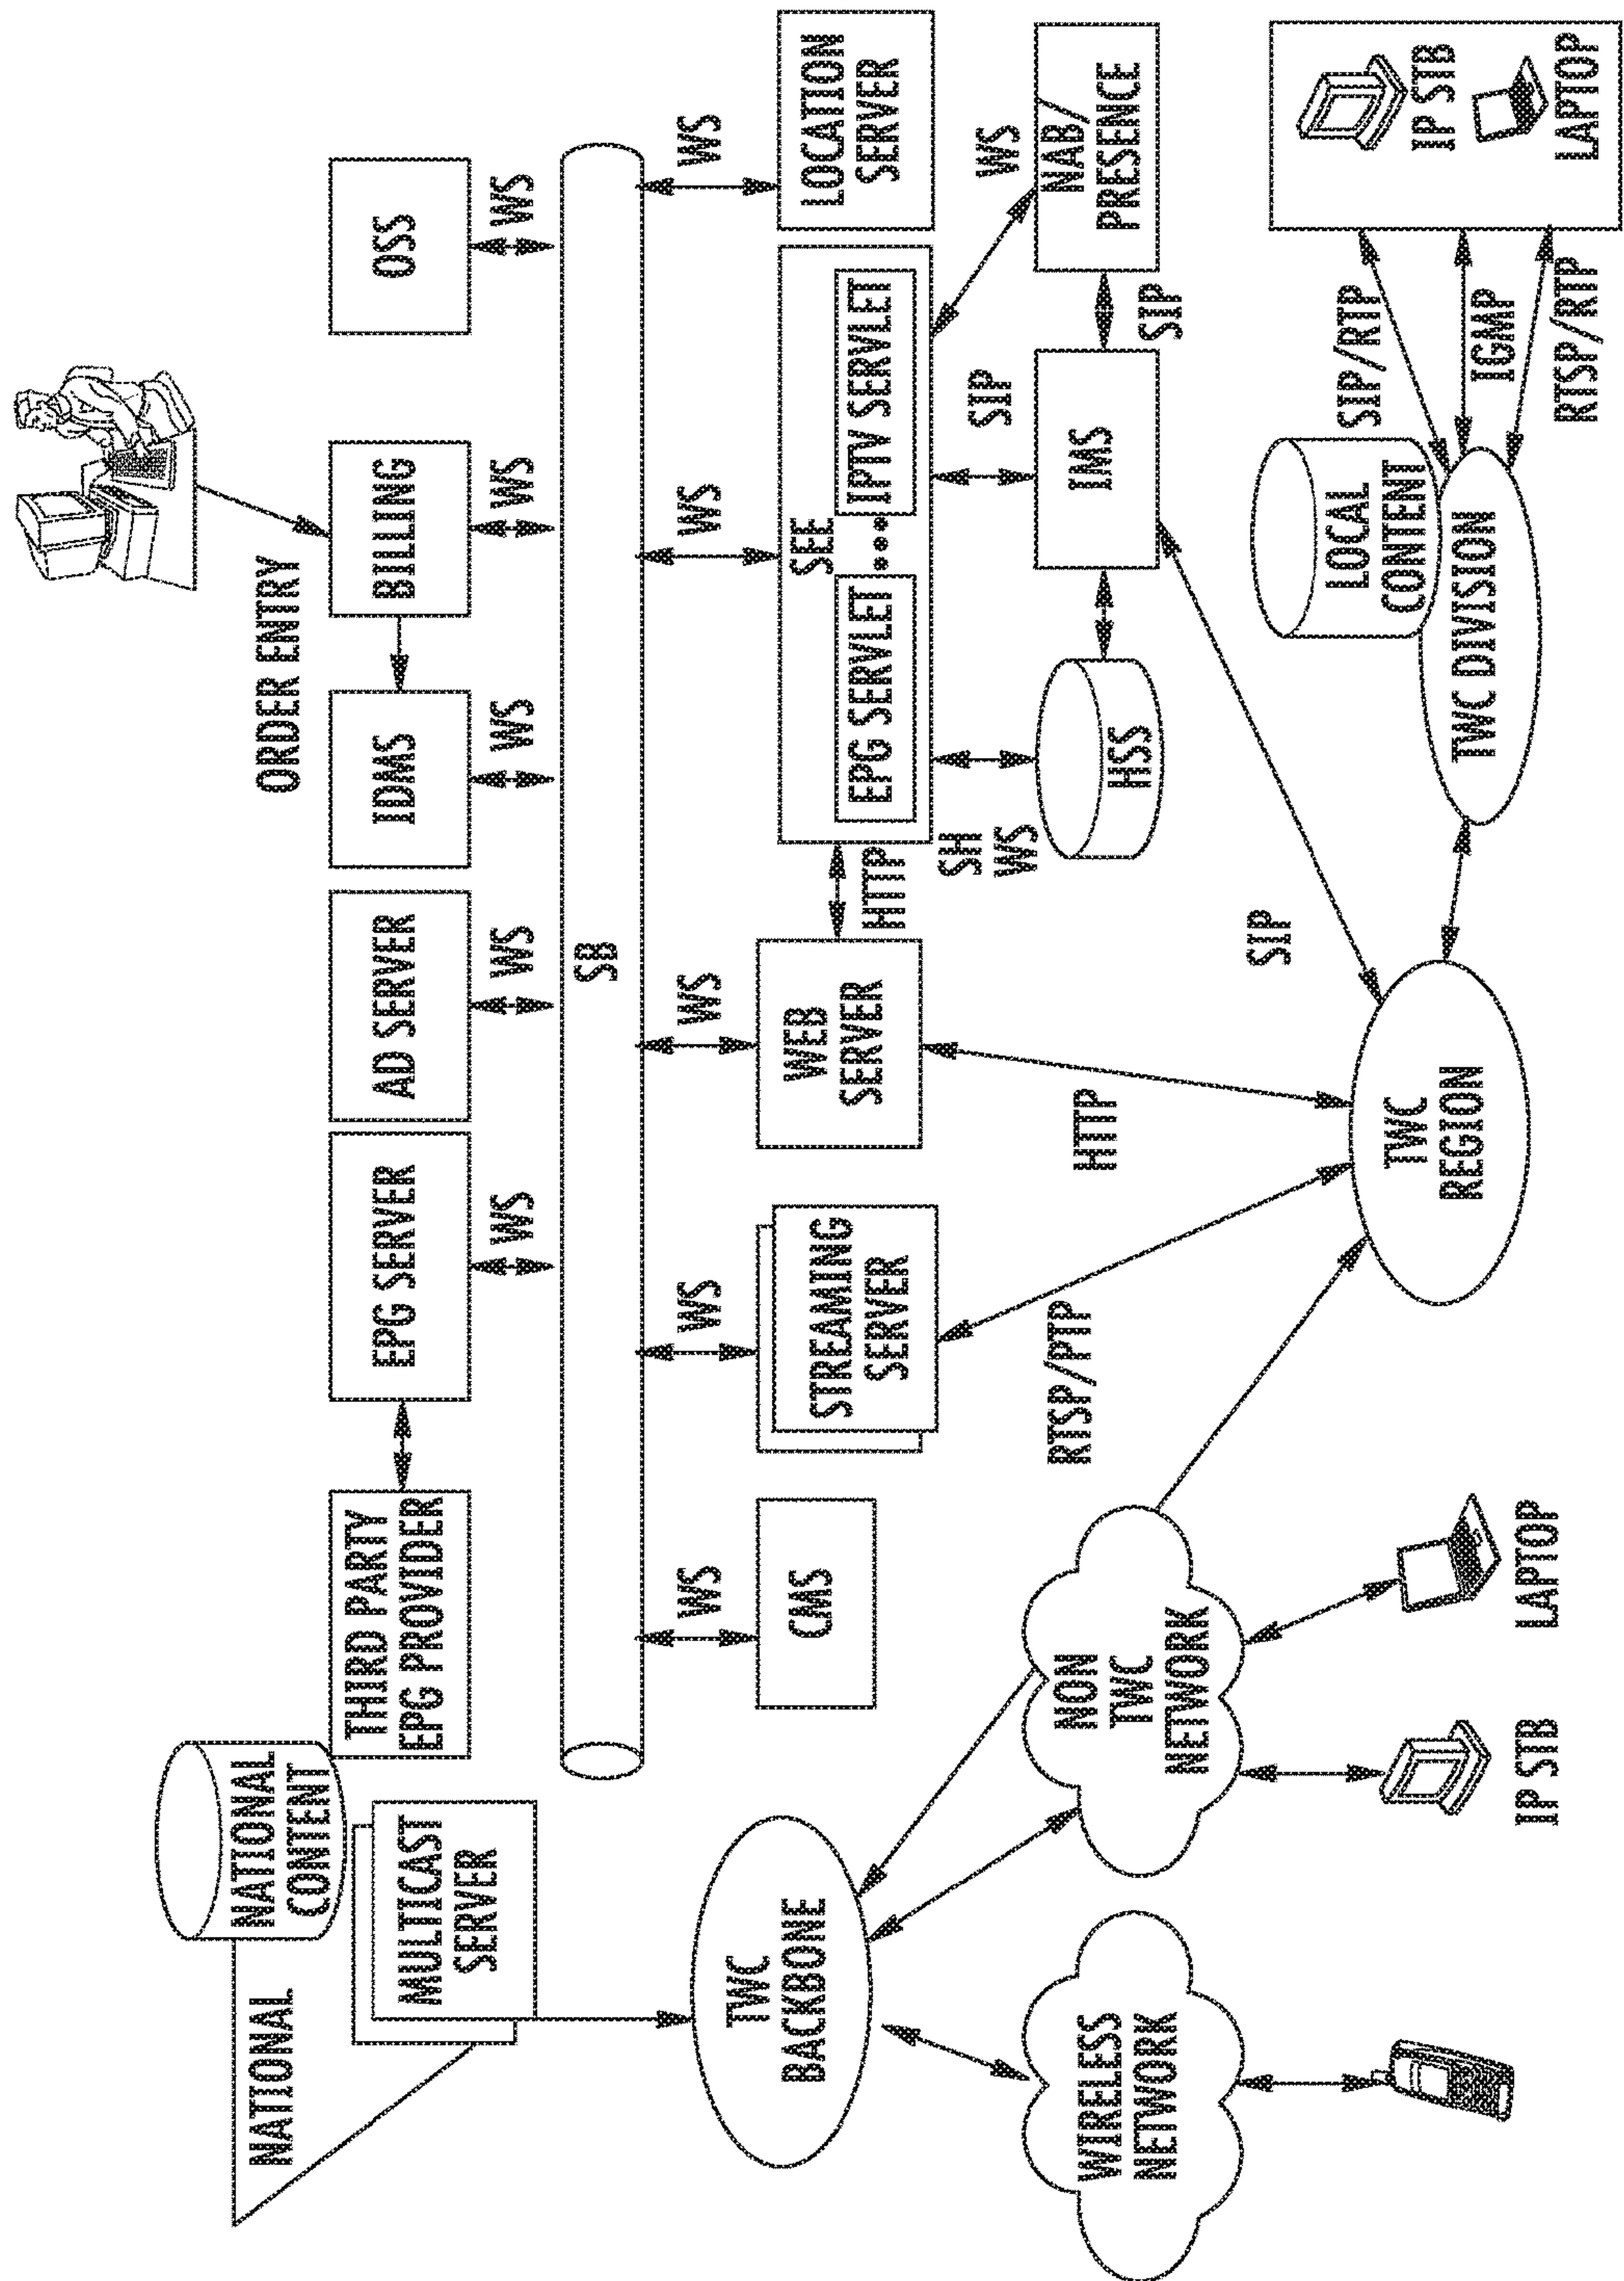 ORDER ENTRY
NATIONAL
NATIONAL
CONTENT
MULTICAST
SERVER
THIRD PARTY
EPG PROVIDER
EPG SERVER
AD SERVER
IDMS
BILLING
OSS
WS
WS
WS
WS
WS
SB
WS
WS
WS
WS
WS
CMS
STREAMING
SERVER
WEB
SERVER
HTTP
SEE
EPG SERVLET
IPTV SERVLET
LOCATION
SERVER
TWC
BACKBONE
SH
WS
SIP
WS
HSS
IMS
SIP
NAB/
PRESENCE
RTSP/PTP
HTTP
SIP
WIRELESS
NETWORK
NON
TWC
NETWORK
TWC
REGION
LOCAL
CONTENT
TWC DIVISION
SIP/RTP
IGMP
RTSP/RTP
IP STB
LAPTOP
IP STB
LAPTOP